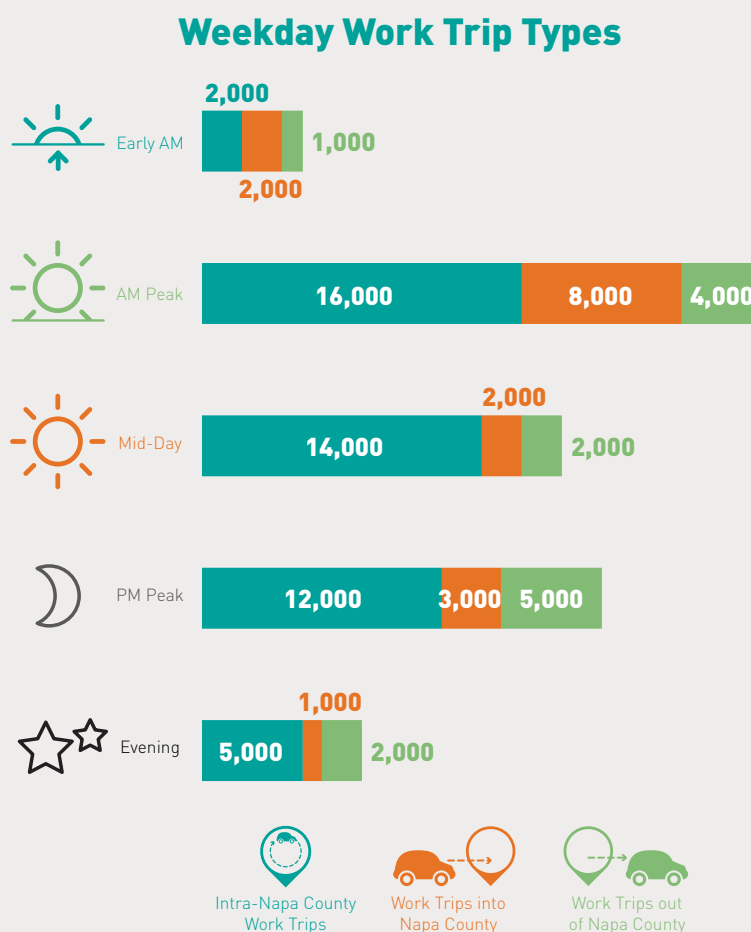 Weekday Work Trip Types
2,000
Early AM
1,000
2,000
AM Peak
16,000
8,000
4,000
2,000
Mid-Day
14,000
2,000
PM Peak
12,000
3,000
5,000
1,000
Evening
5,000
2,000
Intra-Napa County
Work Trips
Work Trips into
Napa County
Work Trips out
of Napa County